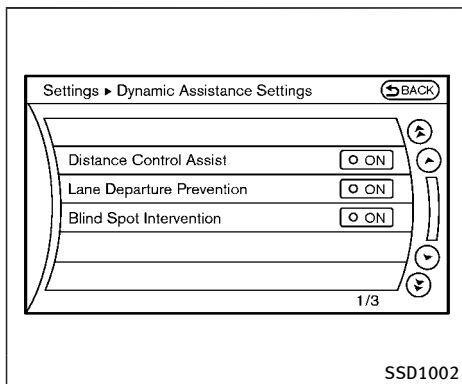 Settings ▸ Dynamic Assistance Settings BACK
Distance Control Assist ON
Lane Departure Prevention ON
Blind Spot Intervention ON
1/3
SSD1002